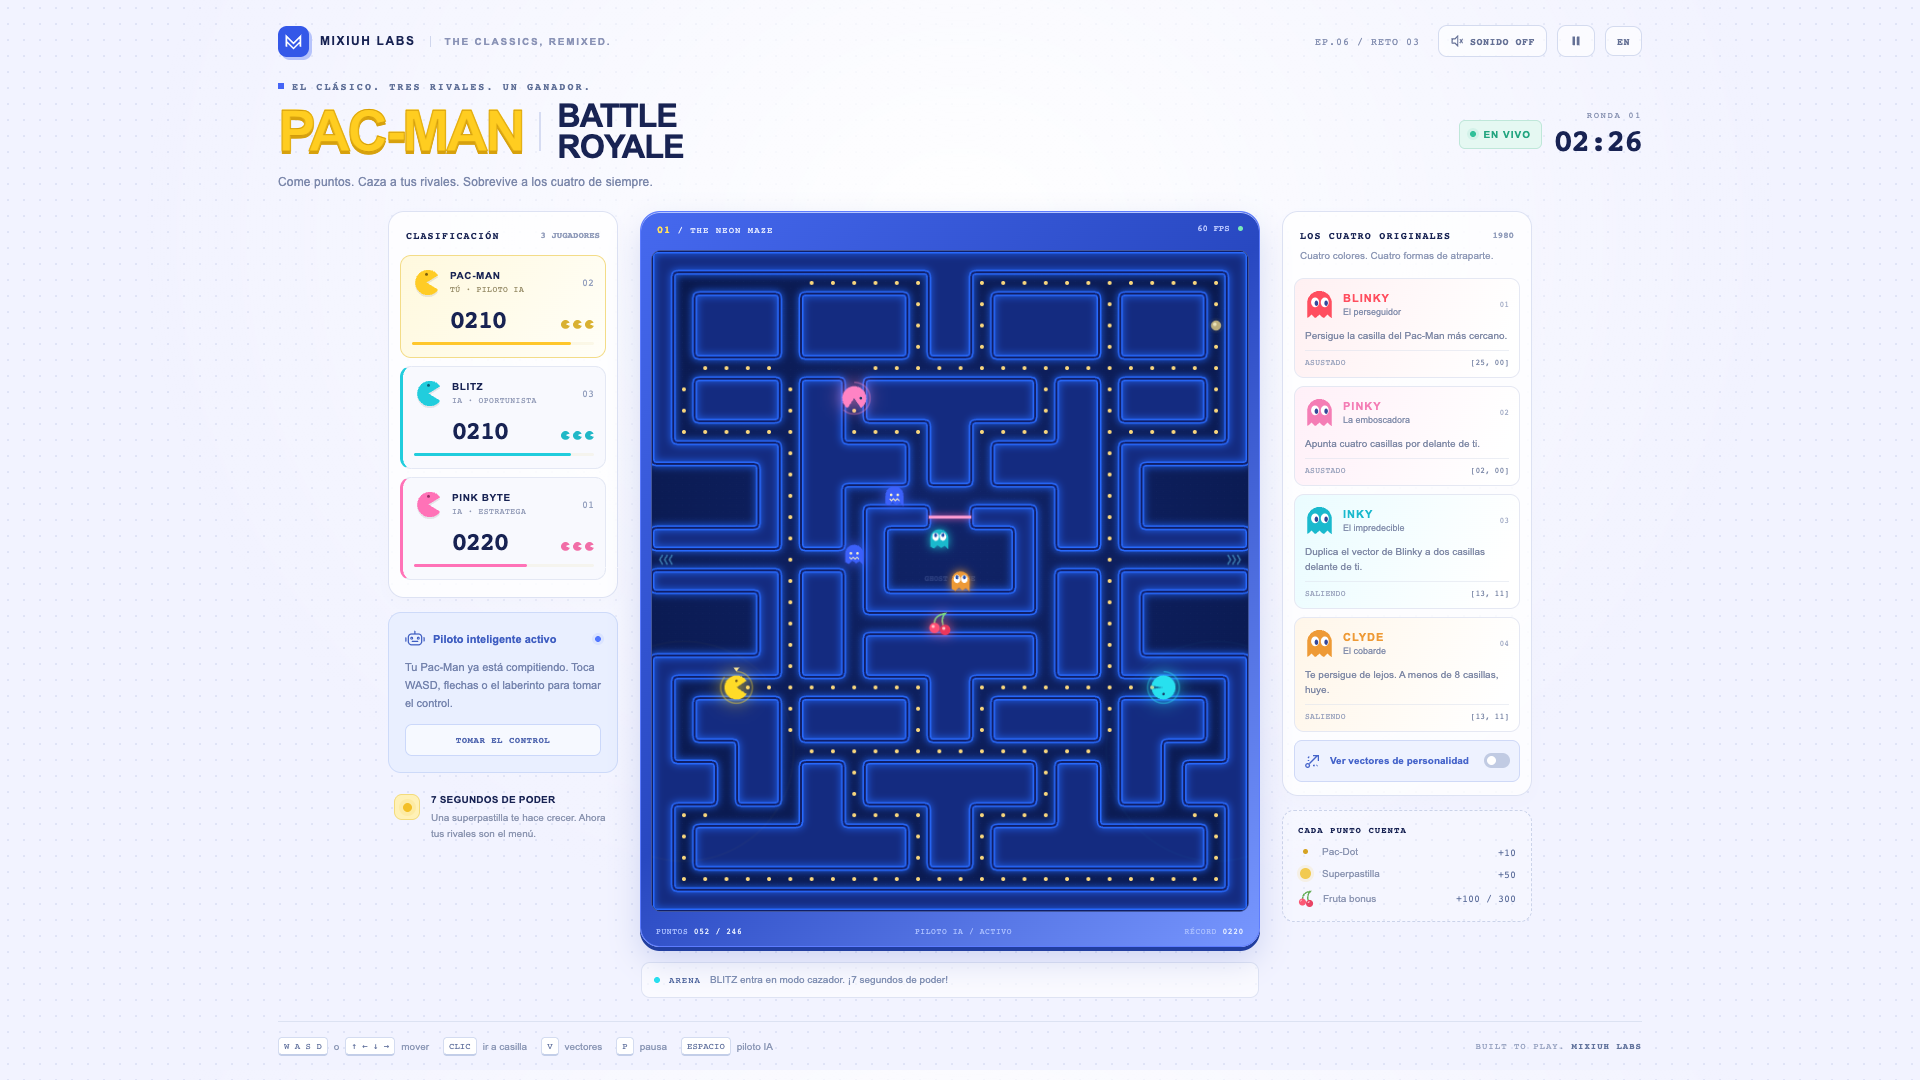 MIXIUH LABS
THE CLASSICS, REMIXED.
EP.06 / RETO 03
SONIDO OFF
EN
EL CLÁSICO. TRES RIVALES. UN GANADOR.
PAC-MAN
BATTLE
ROYALE
EN VIVO
RONDA 01
02:26
Come puntos. Caza a tus rivales. Sobrevive a los cuatro de siempre.
CLASIFICACIÓN
3 JUGADORES
PAC-MAN
TÚ · PILOTO IA
02
0210
BLITZ
IA · OPORTUNISTA
03
0210
PINK BYTE
IA · ESTRATEGA
01
0220
Piloto inteligente activo
Tu Pac-Man ya está compitiendo. Toca
WASD, flechas o el laberinto para tomar
el control.
TOMAR EL CONTROL
7 SEGUNDOS DE PODER
Una superpastilla te hace crecer. Ahora
tus rivales son el menú.
01 / THE NEON MAZE
60 FPS
PUNTOS 052 / 246
PILOTO IA / ACTIVO
RÉCORD 0220
ARENA BLITZ entra en modo cazador. ¡7 segundos de poder!
LOS CUATRO ORIGINALES
1980
Cuatro colores. Cuatro formas de atraparte.
BLINKY
01
El perseguidor
Persigue la casilla del Pac-Man más cercano.
ASUSTADO
[25, 00]
PINKY
02
La emboscadora
Apunta cuatro casillas por delante de ti.
ASUSTADO
[02, 00]
INKY
03
El impredecible
Duplica el vector de Blinky a dos casillas
delante de ti.
SALIENDO
[13, 11]
CLYDE
04
El cobarde
Te persigue de lejos. A menos de 8 casillas,
huye.
SALIENDO
[13, 11]
Ver vectores de personalidad
CADA PUNTO CUENTA
Pac-Dot
+10
Superpastilla
+50
Fruta bonus
+100 / 300
W A S D o ↑ ← ↓ → mover CLIC ir a casilla V vectores P pausa ESPACIO piloto IA
BUILT TO PLAY. MIXIUH LABS